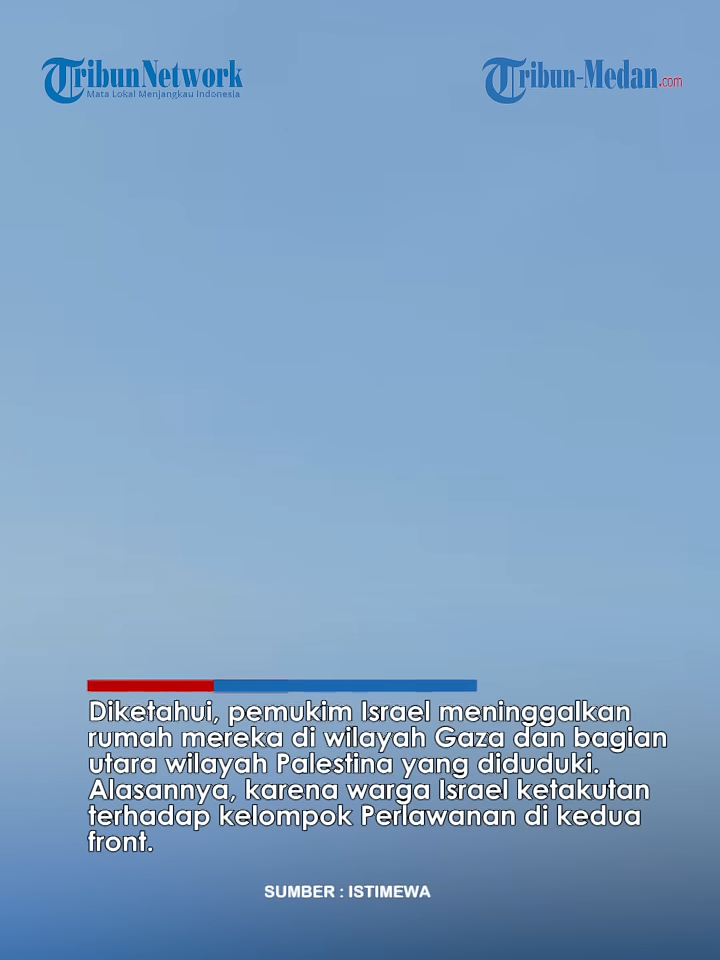 TribunNetwork
Mata Lokal Menjangkau Indonesia
Tribun-Medan.com
Diketahui, pemukim Israel meninggalkan
rumah mereka di wilayah Gaza dan bagian
utara wilayah Palestina yang diduduki.
Alasannya, karena warga Israel ketakutan
terhadap kelompok Perlawanan di kedua
front.
SUMBER : ISTIMEWA